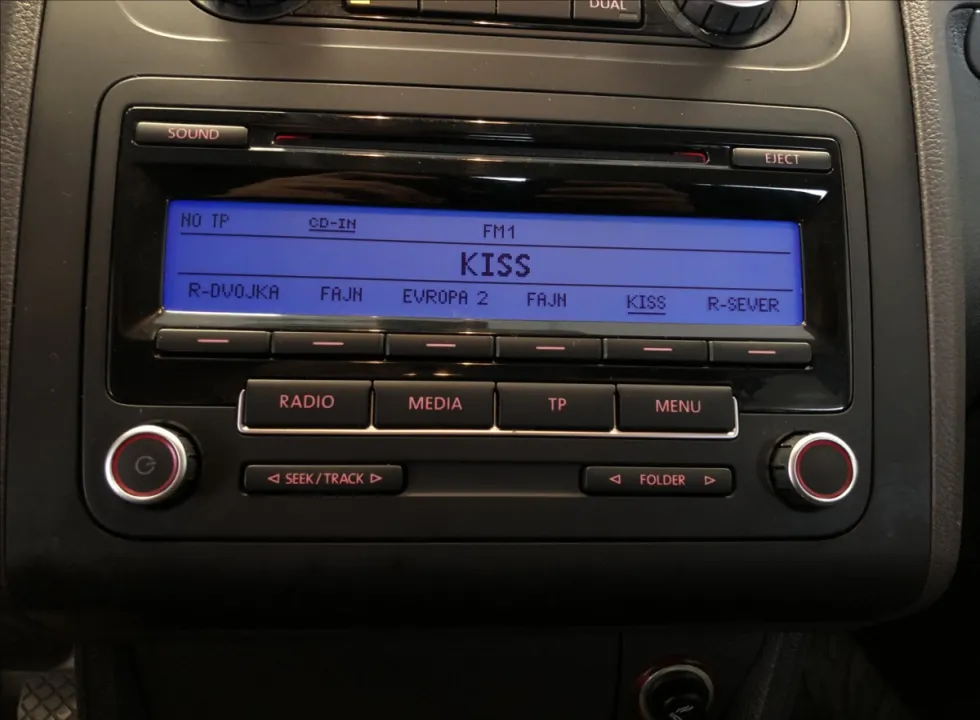 DUAL
SOUND
EJECT
NO TP CD-IN FM1
KISS
R-DVOJKA FAJN EVROPA 2 FAJN KISS R-SEVER
RADIO MEDIA TP MENU
SEEK/TRACK FOLDER